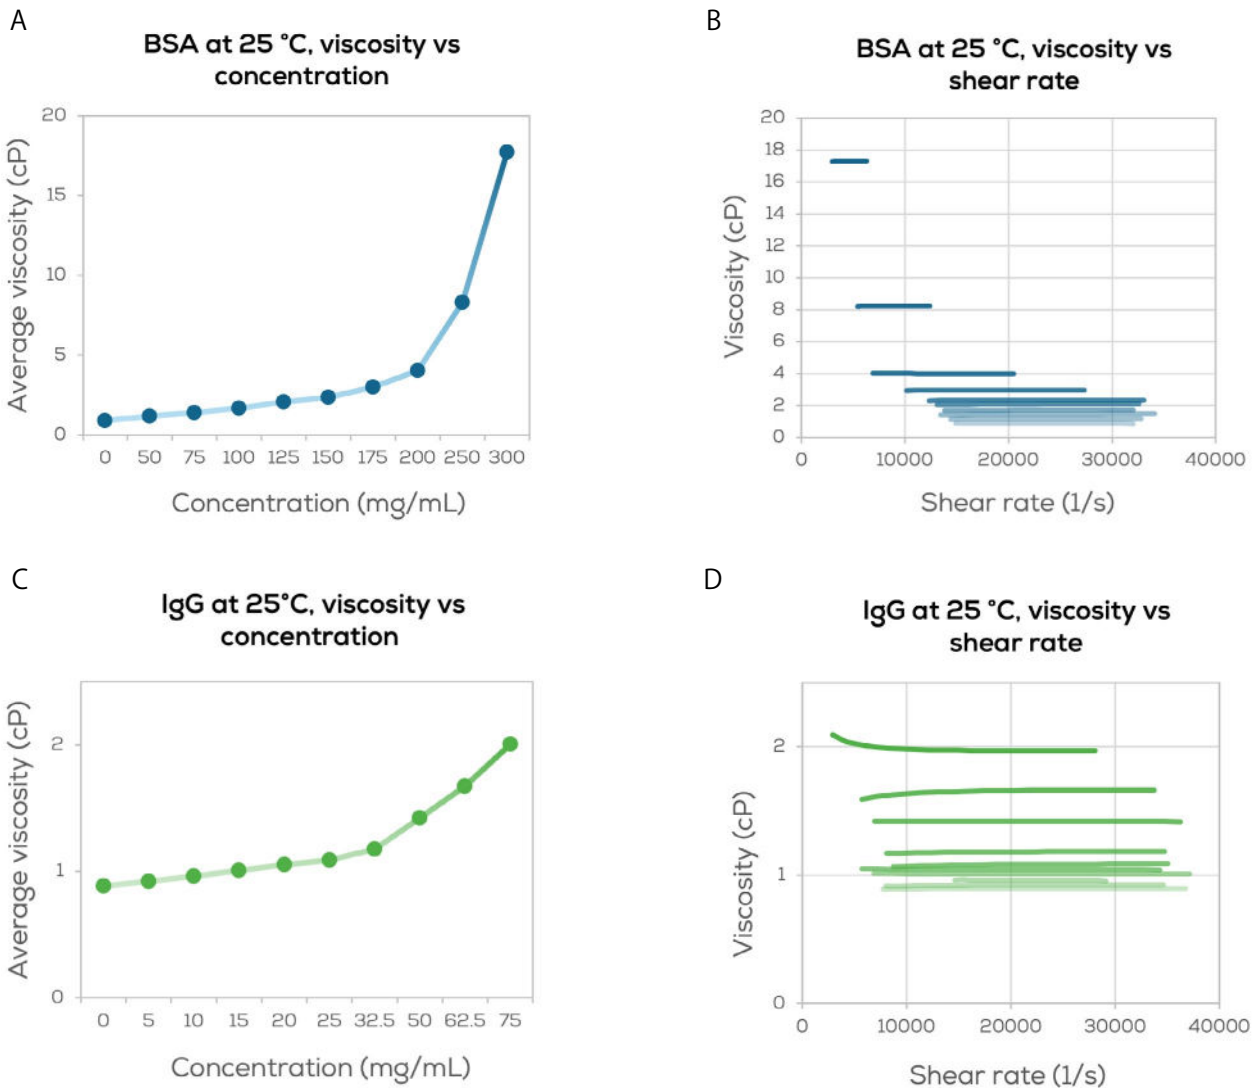 A
BSA at 25 °C, viscosity vs
concentration
Average viscosity (cP)
20
15
10
5
0
0 50 75 100 125 150 175 200 250 300
Concentration (mg/mL)
B
BSA at 25 °C, viscosity vs
shear rate
Viscosity (cP)
20
18
16
14
12
10
8
6
4
2
0
0 10000 20000 30000 40000
Shear rate (1/s)
C
IgG at 25°C, viscosity vs
concentration
Average viscosity (cP)
2
1
0
0 5 10 15 20 25 32.5 50 62.5 75
Concentration (mg/mL)
D
IgG at 25 °C, viscosity vs
shear rate
Viscosity (cP)
2
1
0
0 10000 20000 30000 40000
Shear rate (1/s)